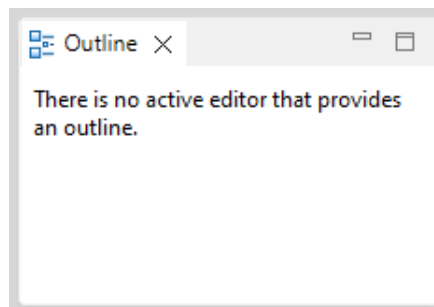 Outline
There is no active editor that provides
an outline.